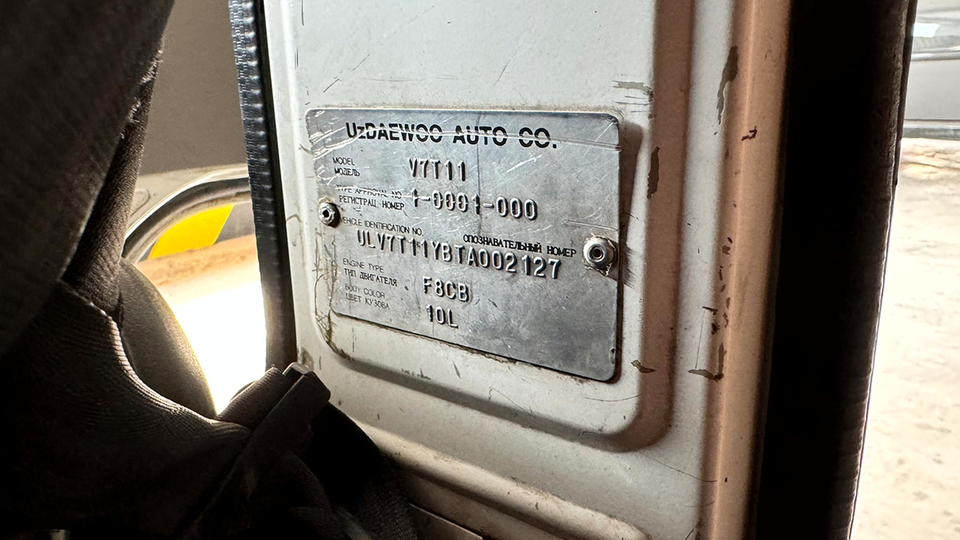 UzDAEWOO AUTO CO.
MODEL V7T11
МОДЕЛЬ
TYPE APPROVAL NO 1-0001-000
РЕГИСТРАЦ. НОМЕР
VEHICLE IDENTIFICATION NO. ОПОЗНАВАТЕЛЬНЫЙ НОМЕР
ULV7T11YBTA002127
ENGINE TYPE F8CB
ТИП ДВИГАТЕЛЯ
BODY COLOR 10L
ЦВЕТ КУЗОВА